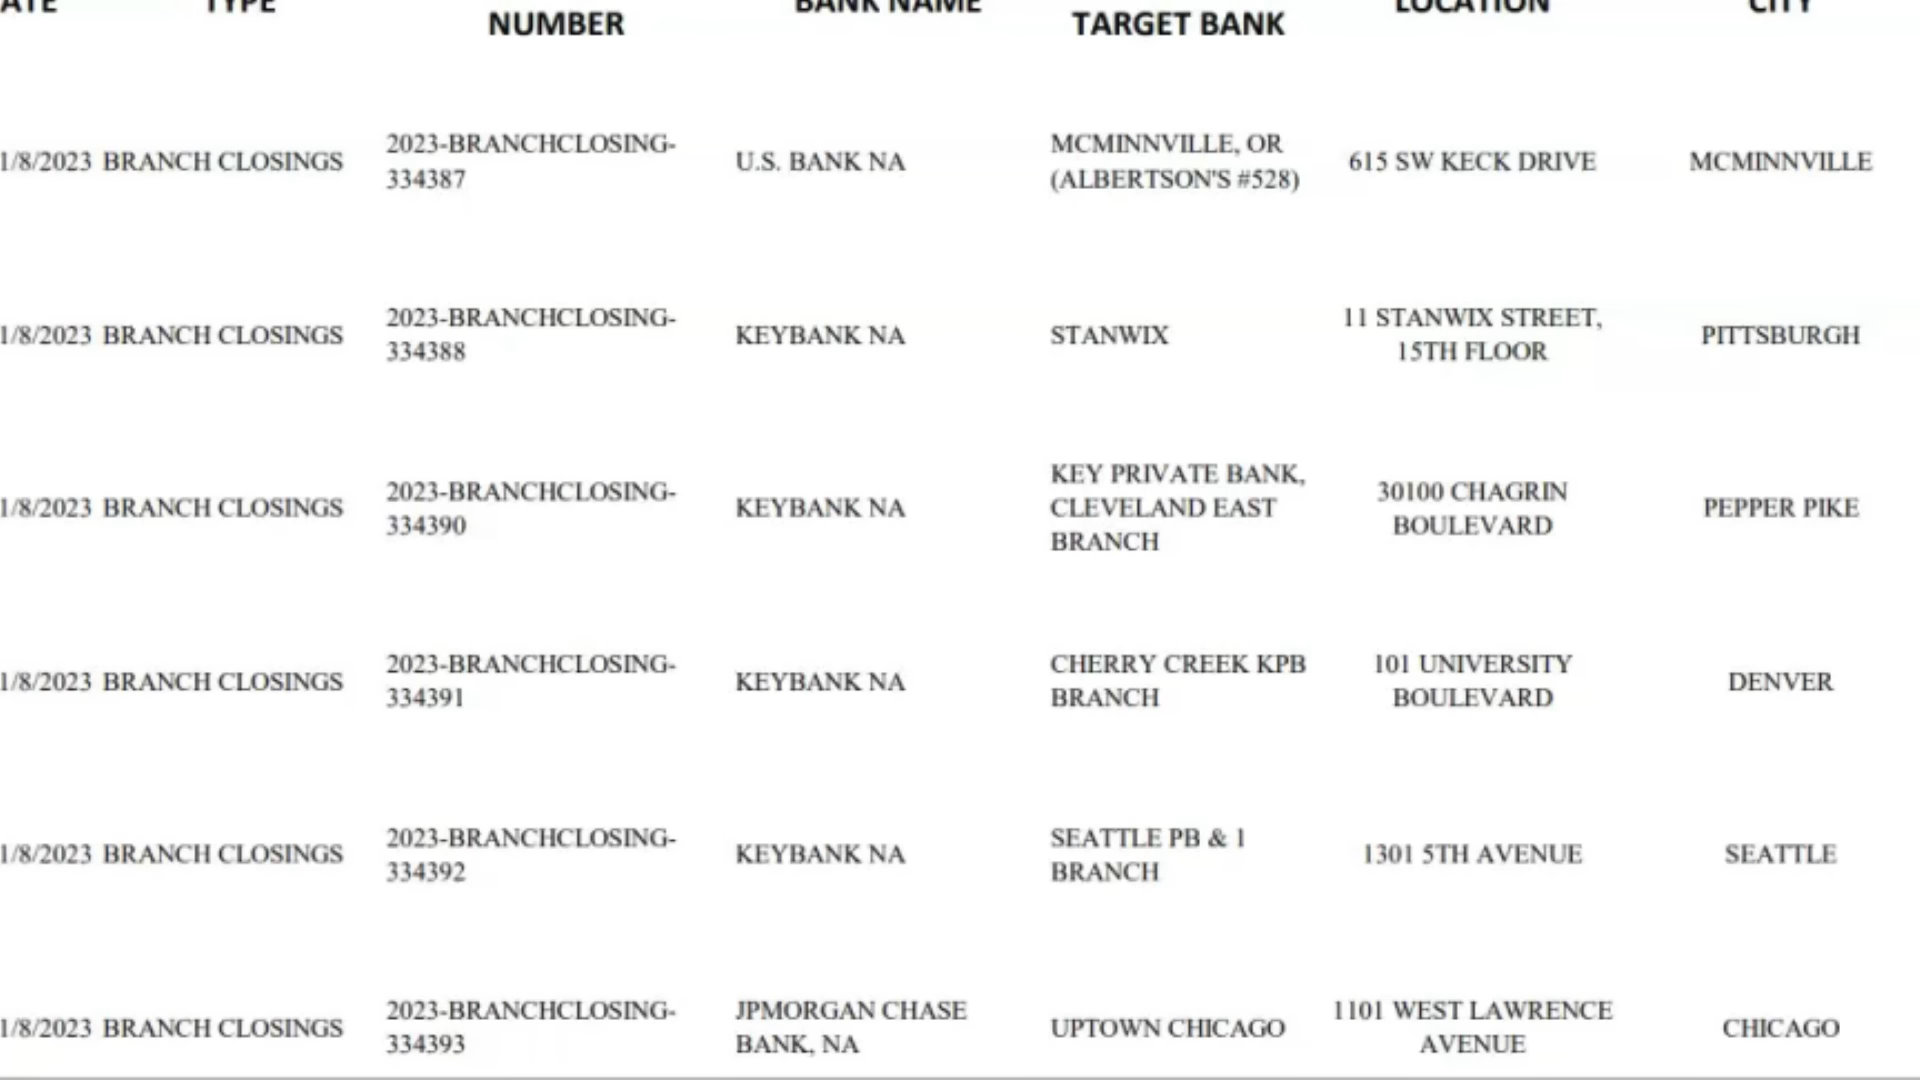 NUMBER
TARGET BANK
1/8/2023 BRANCH CLOSINGS 2023-BRANCHCLOSING-
334387
U.S. BANK NA
MCMINNVILLE, OR
(ALBERTSON'S #528)
615 SW KECK DRIVE
MCMINNVILLE
1/8/2023 BRANCH CLOSINGS 2023-BRANCHCLOSING-
334388
KEYBANK NA
STANWIX
11 STANWIX STREET,
15TH FLOOR
PITTSBURGH
1/8/2023 BRANCH CLOSINGS 2023-BRANCHCLOSING-
334390
KEYBANK NA
KEY PRIVATE BANK,
CLEVELAND EAST
BRANCH
30100 CHAGRIN
BOULEVARD
PEPPER PIKE
1/8/2023 BRANCH CLOSINGS 2023-BRANCHCLOSING-
334391
KEYBANK NA
CHERRY CREEK KPB
BRANCH
101 UNIVERSITY
BOULEVARD
DENVER
1/8/2023 BRANCH CLOSINGS 2023-BRANCHCLOSING-
334392
KEYBANK NA
SEATTLE PB & 1
BRANCH
1301 5TH AVENUE
SEATTLE
1/8/2023 BRANCH CLOSINGS 2023-BRANCHCLOSING-
334393
JPMORGAN CHASE
BANK, NA
UPTOWN CHICAGO
1101 WEST LAWRENCE
AVENUE
CHICAGO